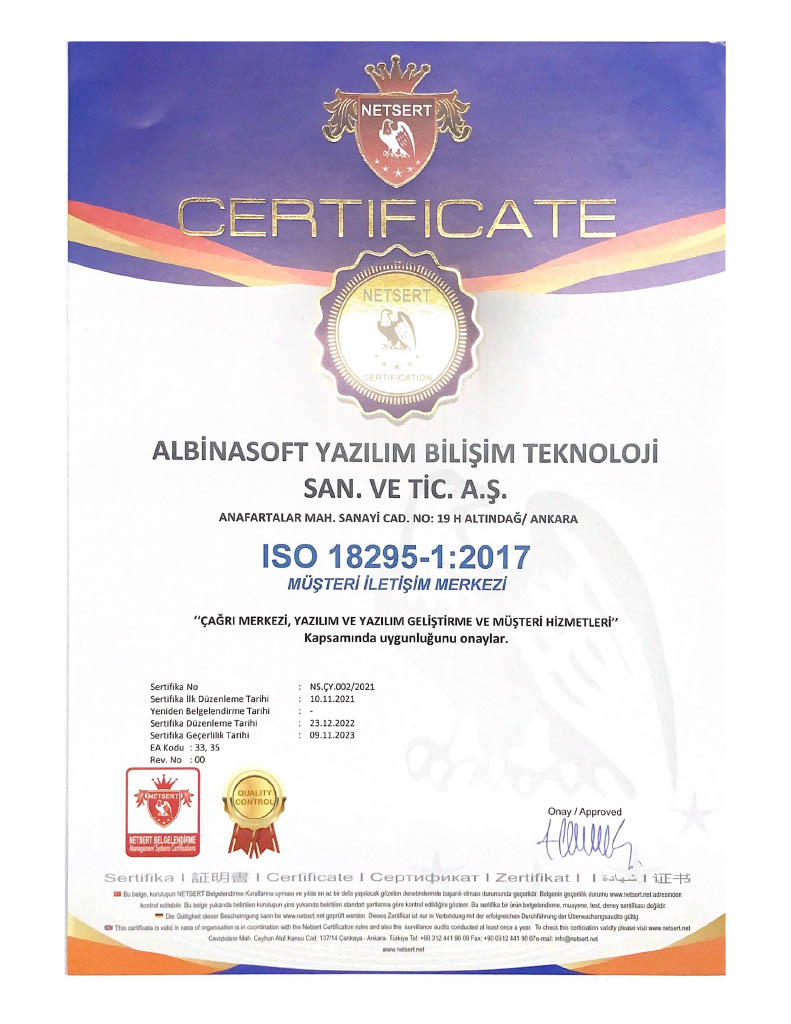 NETSERT
CERTIFICATE
NETSERT
CERTIFICATION
ALBİNASOFT YAZILIM BİLİŞİM TEKNOLOJİ
SAN. VE TİC. A.Ş.
ANAFARTALAR MAH. SANAYİ CAD. NO: 19 H ALTINDAĞ/ ANKARA
ISO 18295-1:2017
MÜŞTERİ İLETİŞİM MERKEZİ
‘‘ÇAĞRI MERKEZİ, YAZILIM VE YAZILIM GELİŞTİRME VE MÜŞTERİ HİZMETLERİ’’
Kapsamında uygunluğunu onaylar.
Sertifika No : NS.ÇY.002/2021
Sertifika İlk Düzenleme Tarihi : 10.11.2021
Yeniden Belgelendirme Tarihi : -
Sertifika Düzenleme Tarihi : 23.12.2022
Sertifika Geçerlilik Tarihi : 09.11.2023
EA Kodu : 33, 35
Rev. No : 00
NETSERT
NETSERT BELGELENDİRME
Management Systems Certifications
QUALITY
CONTROL
Onay / Approved
Sertifika I 証明書 I Certificate I Сертификат I Zertifikat I شهادة I 证书
Bu belge, kuruluşun NETSERT Belgelendirme Kurallarına uyması ve yılda en az bir defa yapılacak gözetim denetimlerinde başarılı olması durumunda geçerlidir. Belgenin geçerlilik durumu www.netsert.net adresinden
kontrol edilebilir. Bu belge yukarıda belirtilen kuruluşun yine yukarıda belirtilen standart şartlarına göre kontrol edildiğini gösterir. Bu sertifika bir ürün belgelendirme, muayene, test, deney sertifikası değildir.
Die Gültigkeit dieser Bescheinigung kann bei www.netsert.net geprüft werden. Dieses Zertifikat ist nur in Verbindung mit der erfolgreichen Durchführung der Überwachungsaudits gültig.
This certificate is valid in case of organisation is in coordination with the Netsert Certification rules and also the survilance audits conducted at least once a year. To check this certication validity please visit www.netsert.net
Cevizlidere Mah. Ceyhun Atuf Kansu Cad. 137/14 Çankaya - Ankara- Türkiye Tel: +90 312 441 90 09 Fax: +90 0312 441 90 07e-mail: info@netsert.net
www.netsert.net